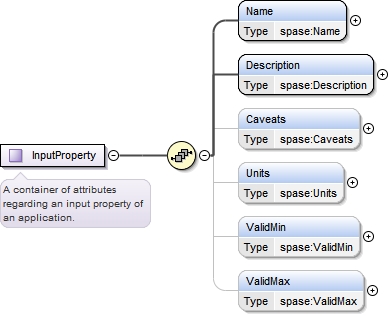 Name
Type spase:Name
Description
Type spase:Description
Caveats
Type spase:Caveats
InputProperty
A container of attributes
regarding an input property of
an application.
Units
Type spase:Units
ValidMin
Type spase:ValidMin
ValidMax
Type spase:ValidMax